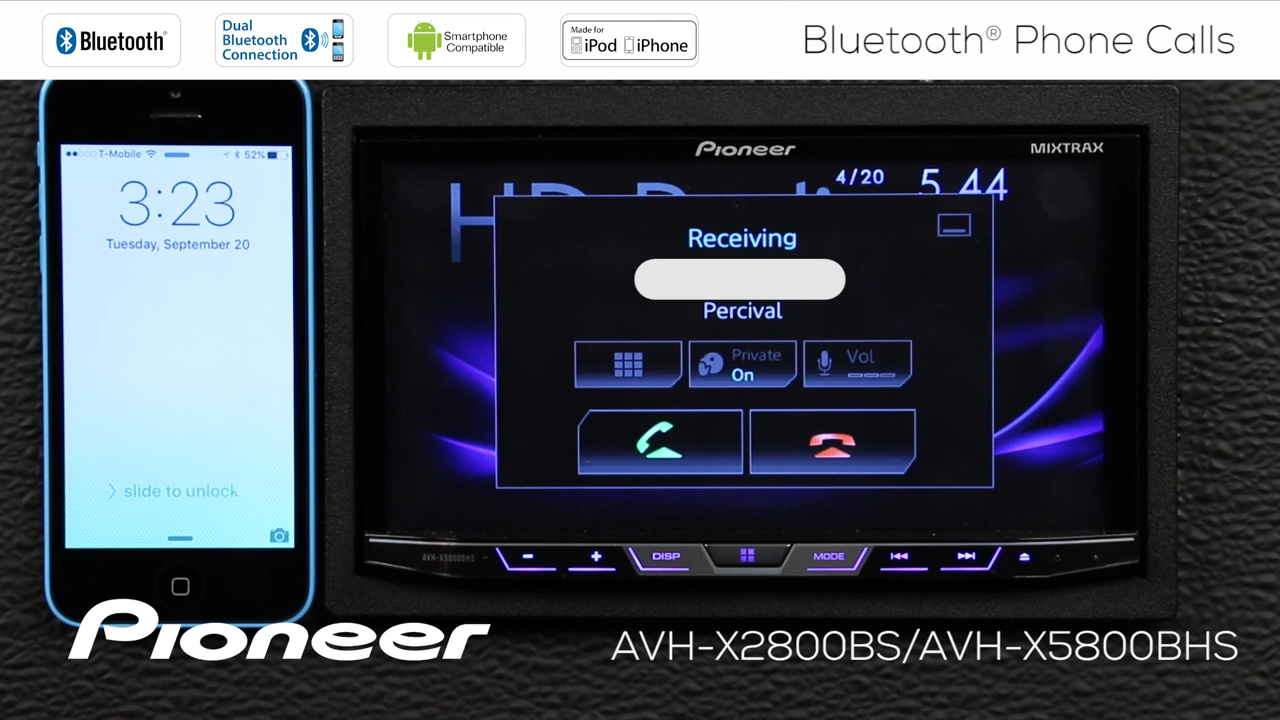 Bluetooth®
Dual
Bluetooth
Connection
Smartphone
Compatible
Made for
iPod iPhone
Bluetooth® Phone Calls
T-Mobile 52%
3:23
Tuesday, September 20
> slide to unlock
Pioneer
MIXTRAX
4/20 5 44
Receiving
Percival
Private
On
Vol
AVH-X5800BHS
DISP
MODE
Pioneer
AVH-X2800BS/AVH-X5800BHS